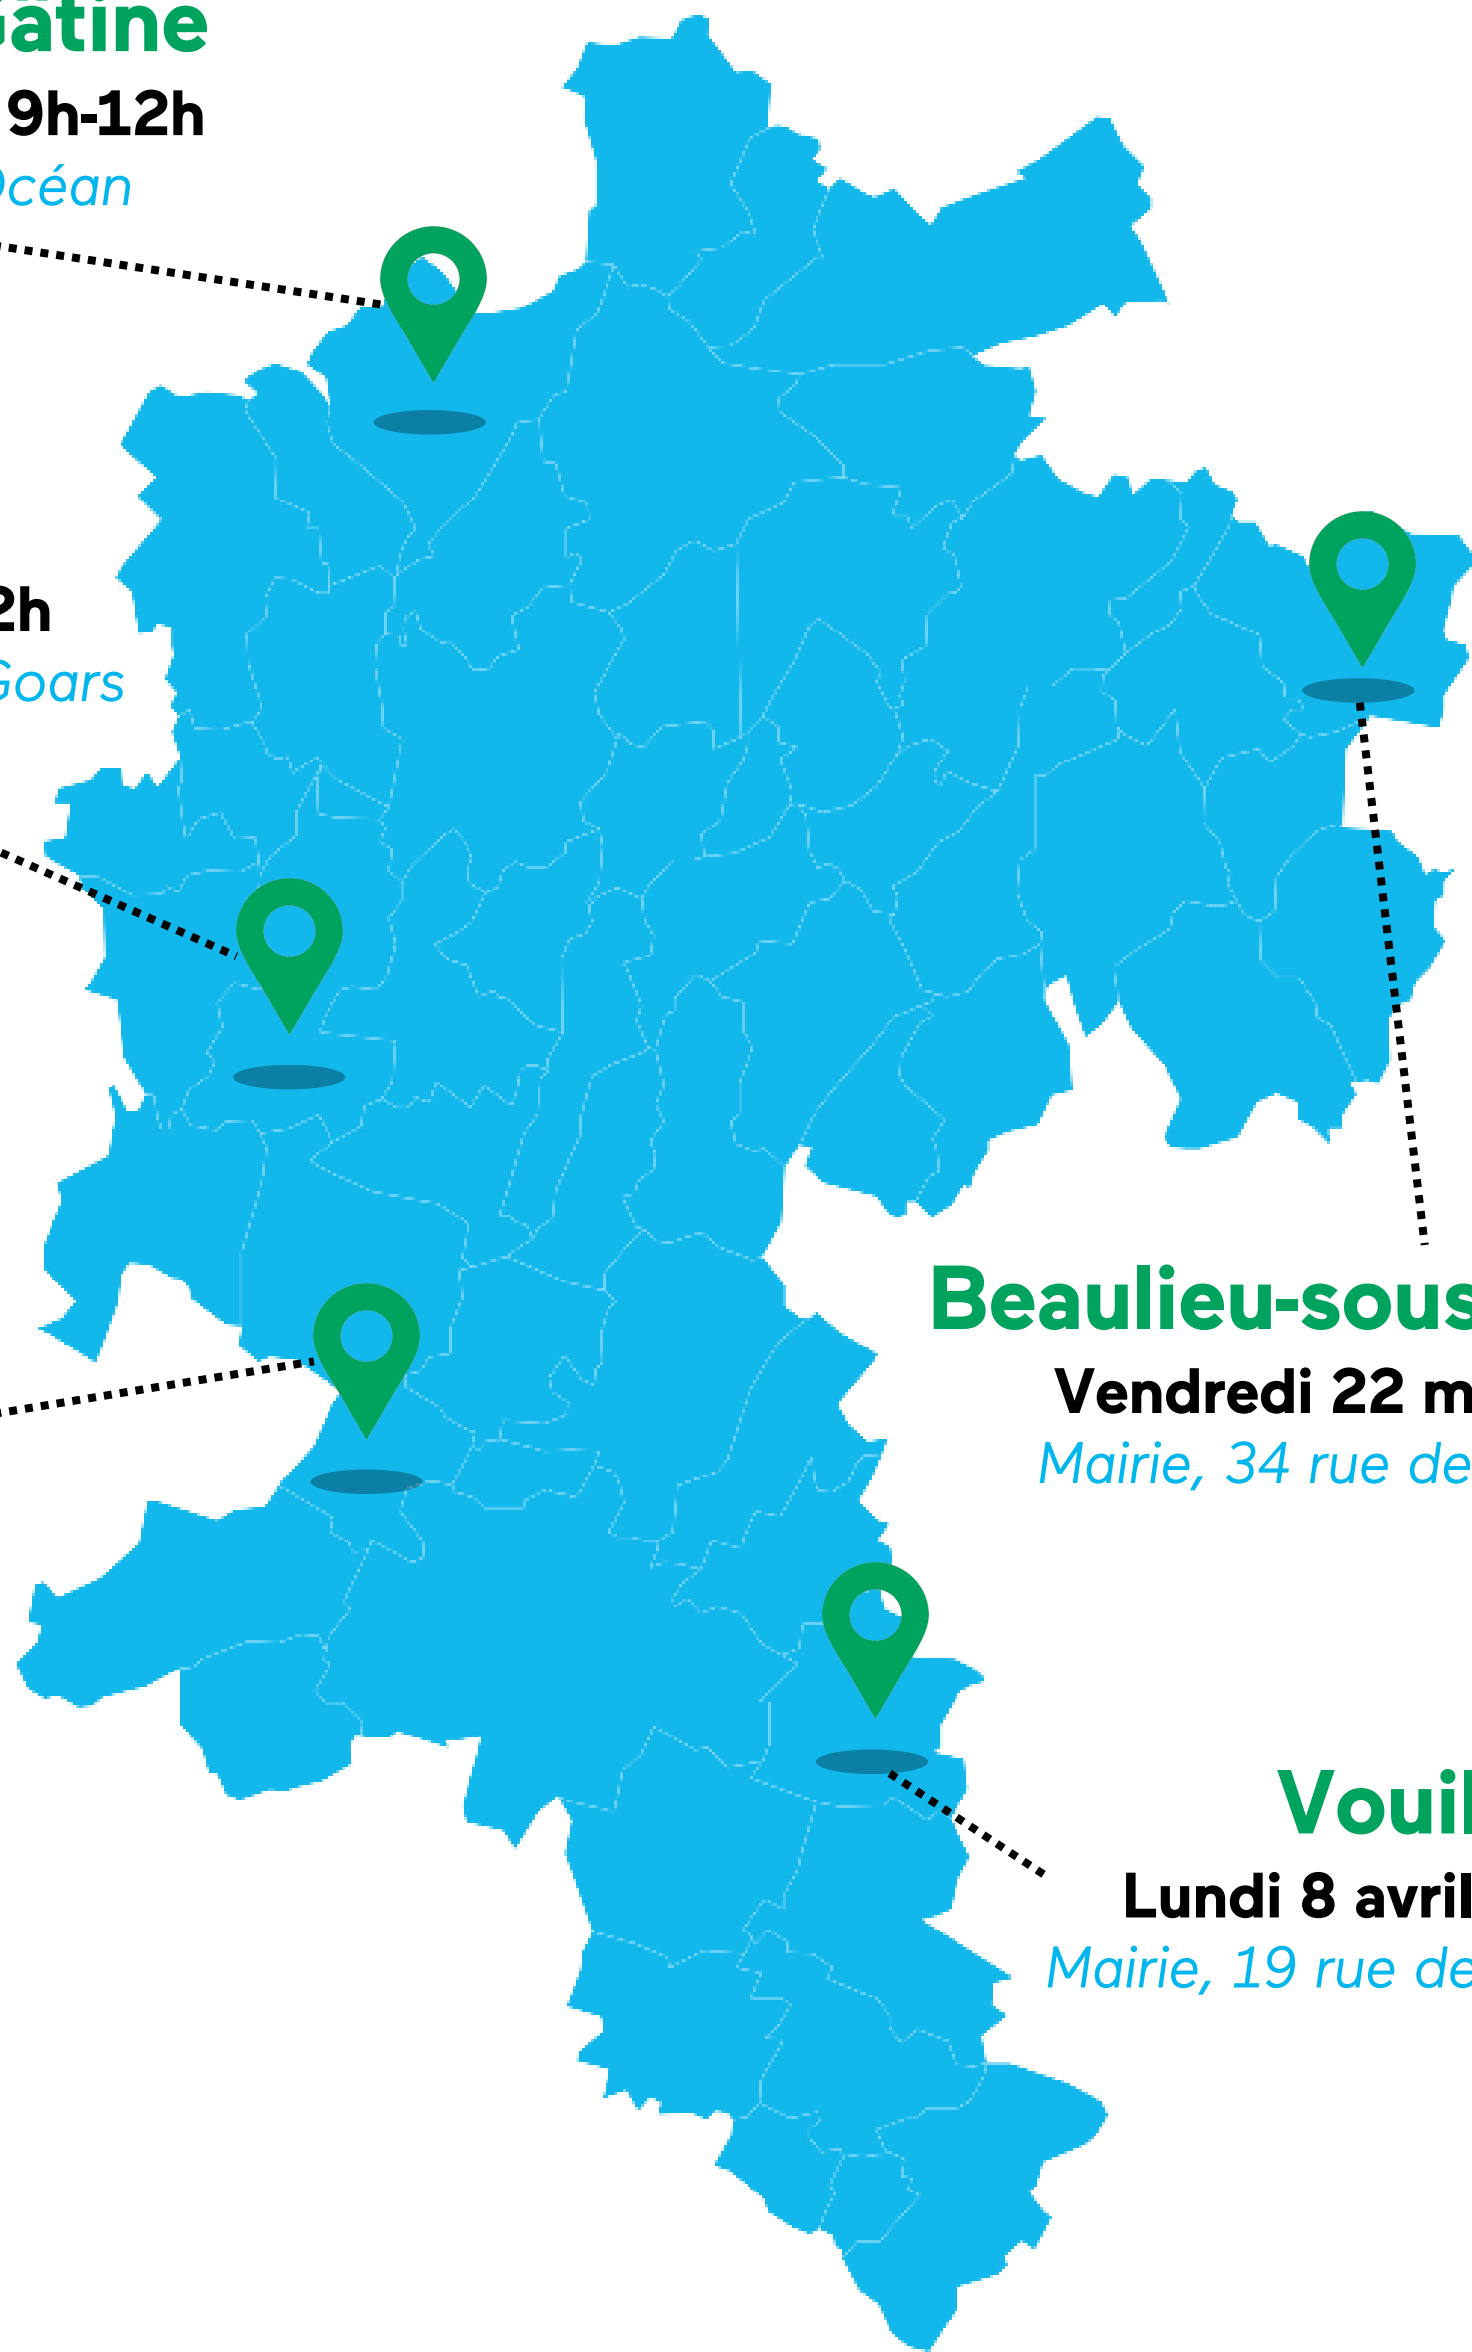 Gâtine
9h-12h
Océan
2h
Goars
Beaulieu-sous
Vendredi 22 m
Mairie, 34 rue de
Vouil
Lundi 8 avril
Mairie, 19 rue de